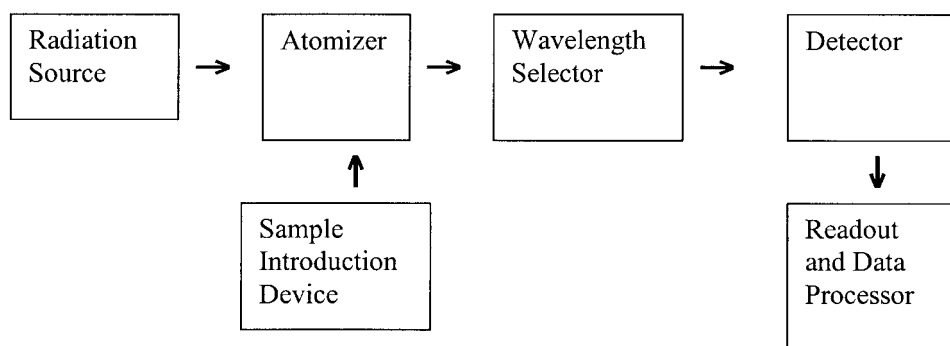 Radiation
Source
Atomizer
Wavelength
Selector
Detector
Sample
Introduction
Device
Readout
and Data
Processor